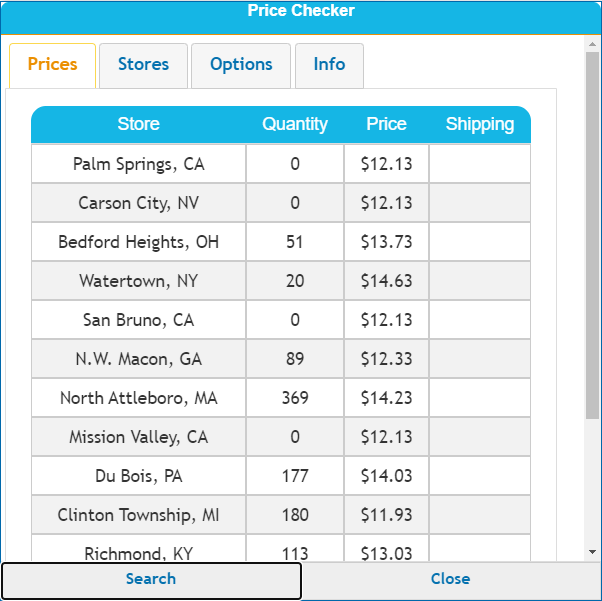 Price Checker
Prices Stores Options Info
Store Quantity Price Shipping
Palm Springs, CA 0 $12.13
Carson City, NV 0 $12.13
Bedford Heights, OH 51 $13.73
Watertown, NY 20 $14.63
San Bruno, CA 0 $12.13
N.W. Macon, GA 89 $12.33
North Attleboro, MA 369 $14.23
Mission Valley, CA 0 $12.13
Du Bois, PA 177 $14.03
Clinton Township, MI 180 $11.93
Richmond, KY 113 $13.03
Search Close